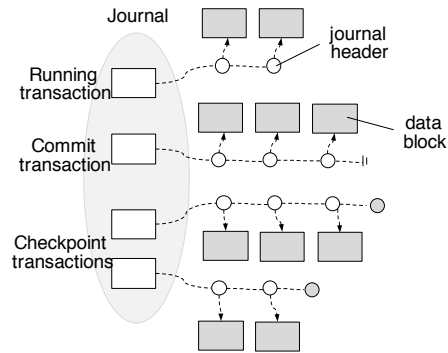 Journal
journal
header
Running
transaction
Commit
transaction
data
block
Checkpoint
transactions